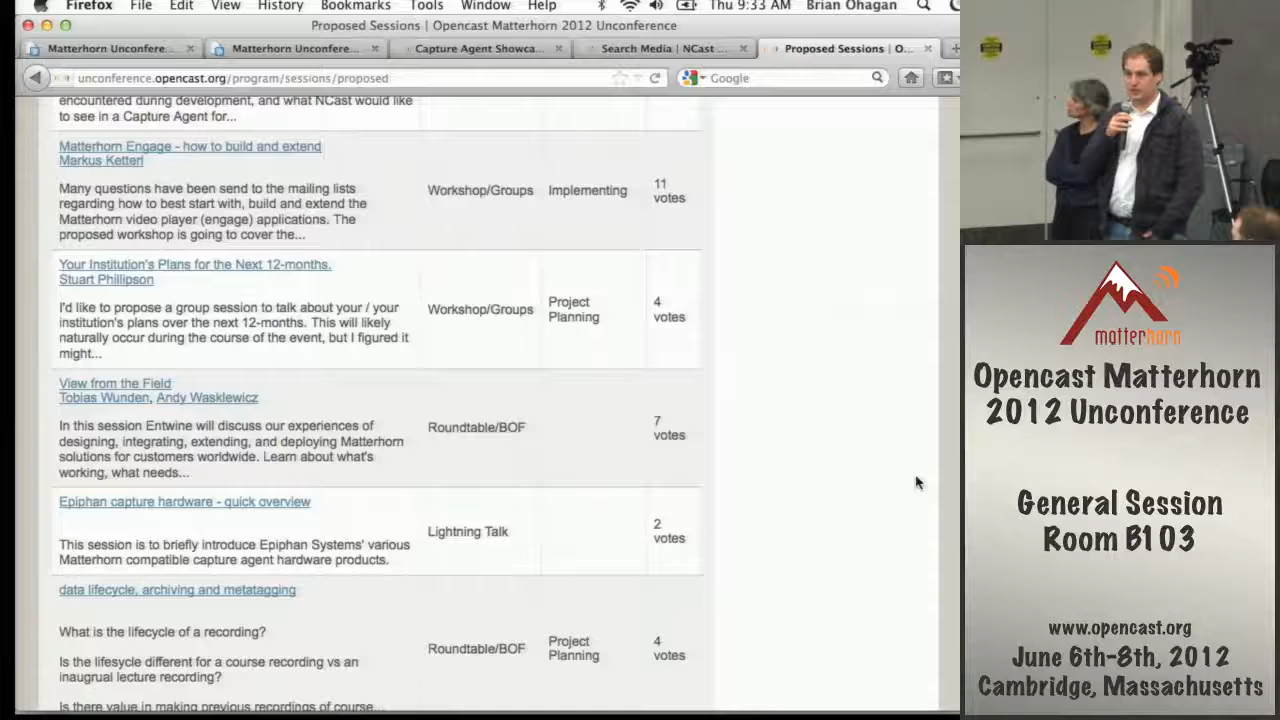 Firefox File Edit View History Bookmarks Tools Window Help Thu 9:33 AM Brian Ohagan
Proposed Sessions | Opencast Matterhorn 2012 Unconference
Matterhorn Unconfere... Matterhorn Unconfere... Capture Agent Showca... Search Media | NCast ... Proposed Sessions | O...
unconference.opencast.org/program/sessions/proposed Google
encountered during development, and what NCast would like
to see in a Capture Agent for...
Matterhorn Engage - how to build and extend
Markus Ketterl
Many questions have been send to the mailing lists
regarding how to best start with, build and extend the
Matterhorn video player (engage) applications. The
proposed workshop is going to cover the...
Workshop/Groups
Implementing
11
votes
Your Institution's Plans for the Next 12-months.
Stuart Phillipson
I'd like to propose a group session to talk about your / your
institution's plans over the next 12-months. This will likely
naturally occur during the course of the event, but I figured it
might...
Workshop/Groups
Project
Planning
4
votes
View from the Field
Tobias Wunden, Andy Wasklewicz
In this session Entwine will discuss our experiences of
designing, integrating, extending, and deploying Matterhorn
solutions for customers worldwide. Learn about what's
working, what needs...
Roundtable/BOF
7
votes
Epiphan capture hardware - quick overview
This session is to briefly introduce Epiphan Systems' various
Matterhorn compatible capture agent hardware products.
Lightning Talk
2
votes
data lifecycle, archiving and metatagging
What is the lifecycle of a recording?
Is the lifesycle different for a course recording vs an
inaugrual lecture recording?
Is there value in making previous recordings of course...
Roundtable/BOF
Project
Planning
4
votes
matterhorn
Opencast Matterhorn
2012 Unconference
General Session
Room B103
www.opencast.org
June 6th-8th, 2012
Cambridge, Massachusetts